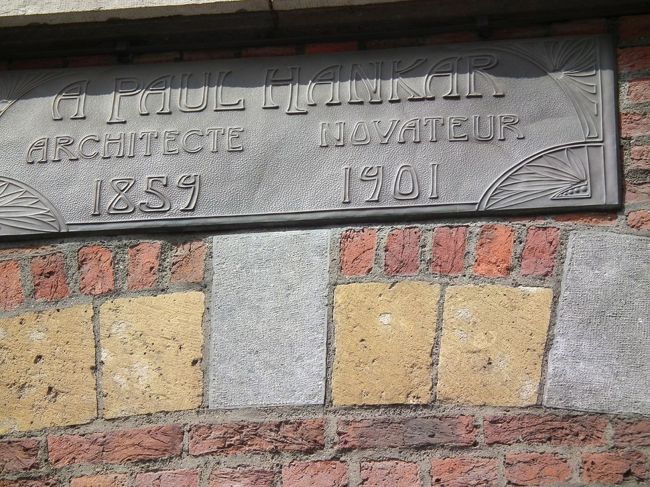 A PAUL HANKAR
ARCHITECTE NOVATEUR
1859 1901